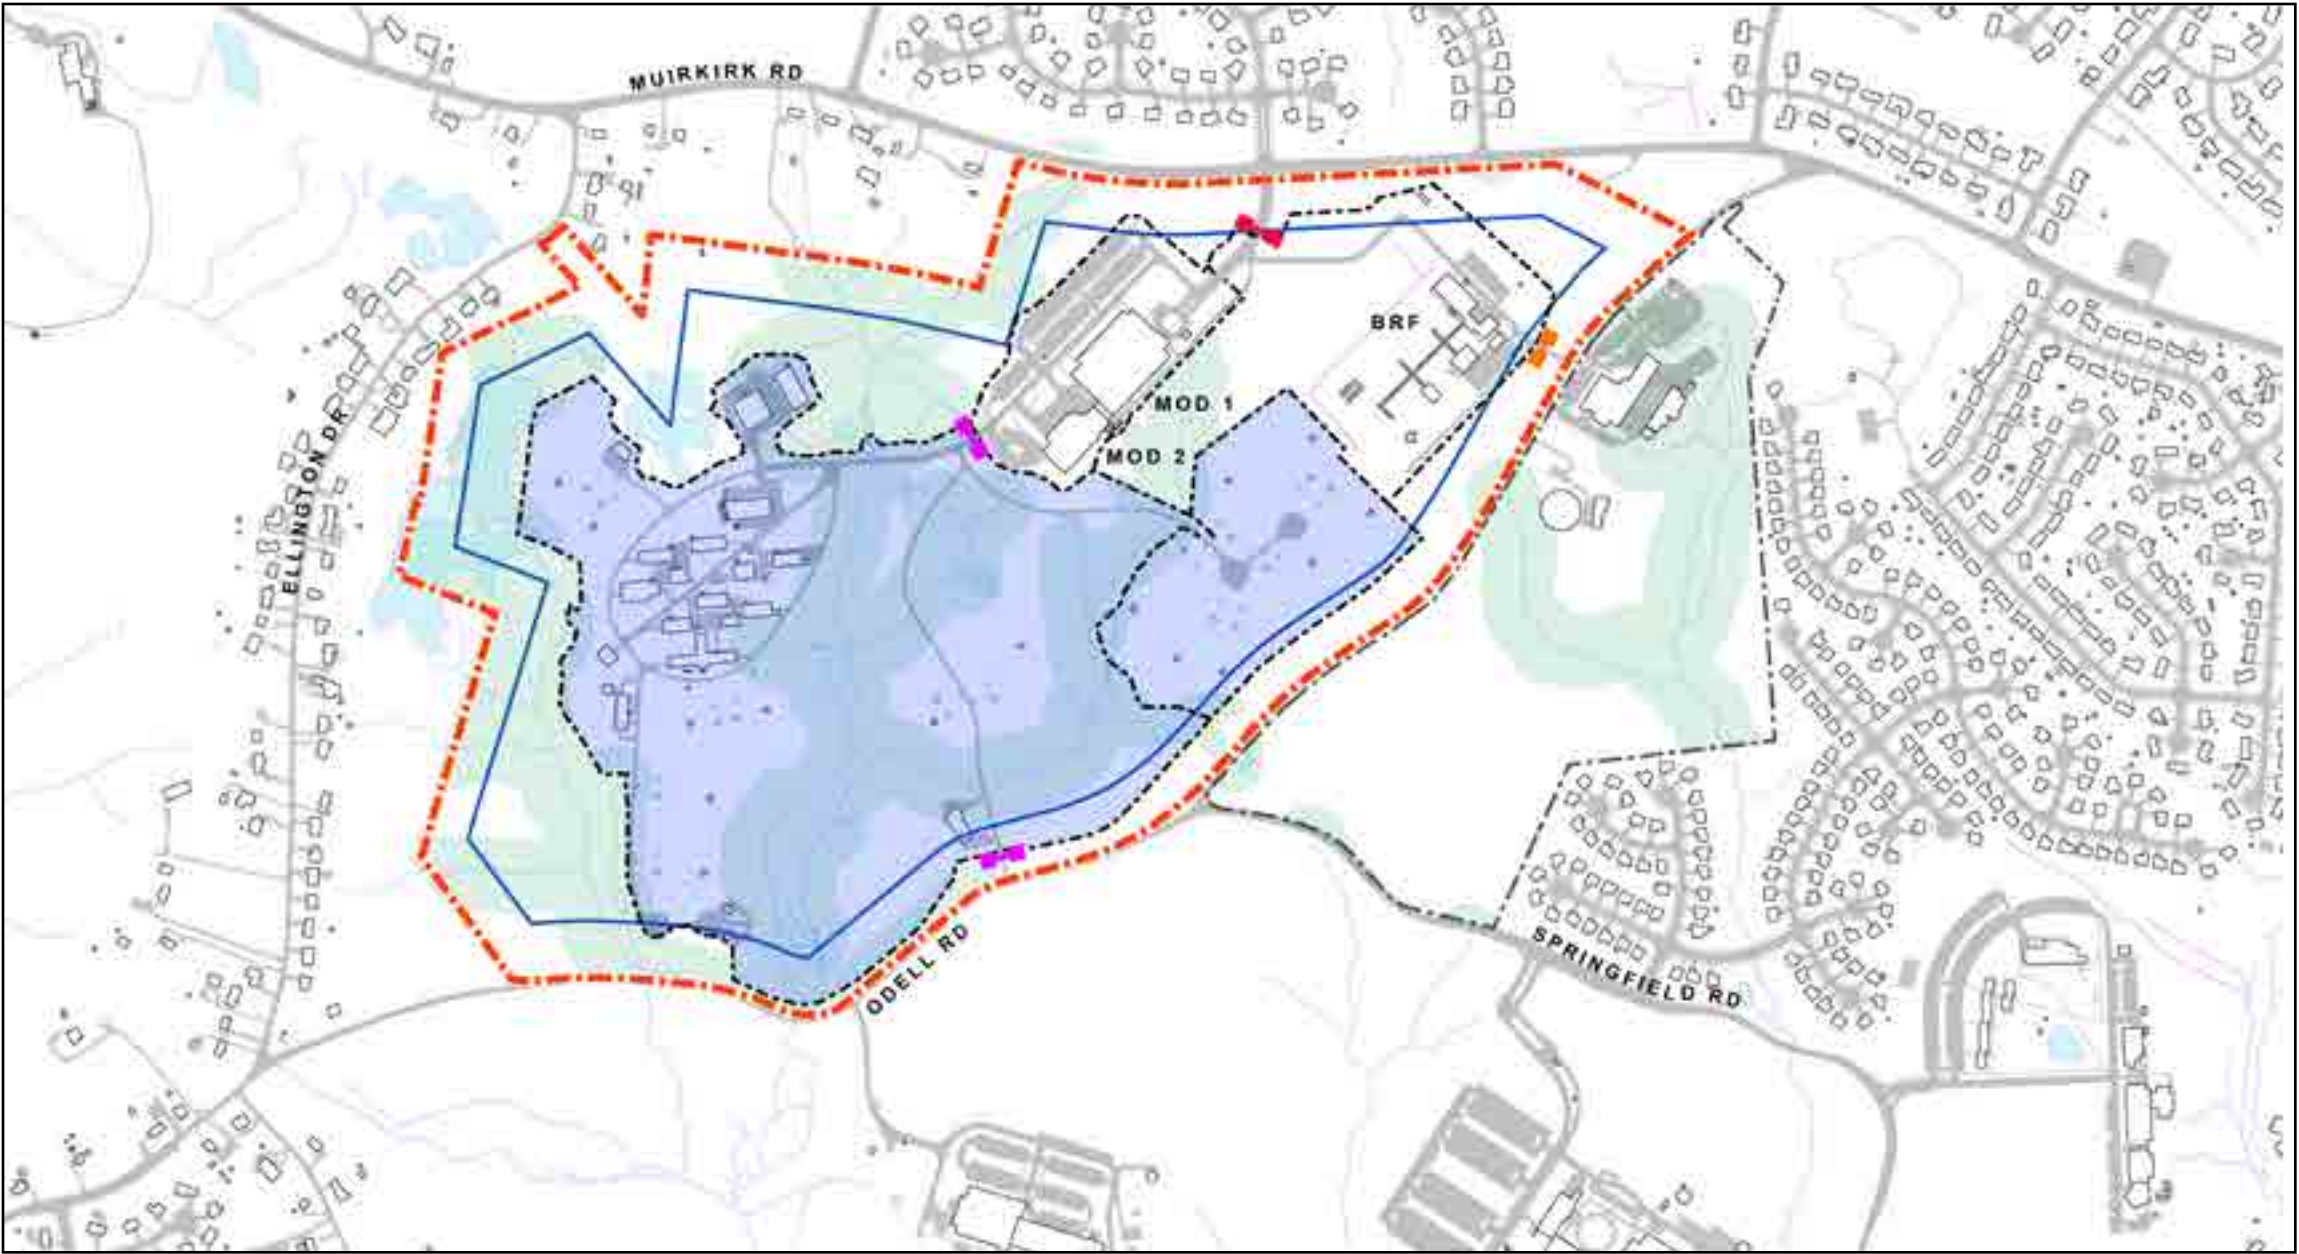 MUIRKIRK RD
BRF
MOD 1
MOD 2
ELLINGTON DR
ODELL RD
SPRINGFIELD RD